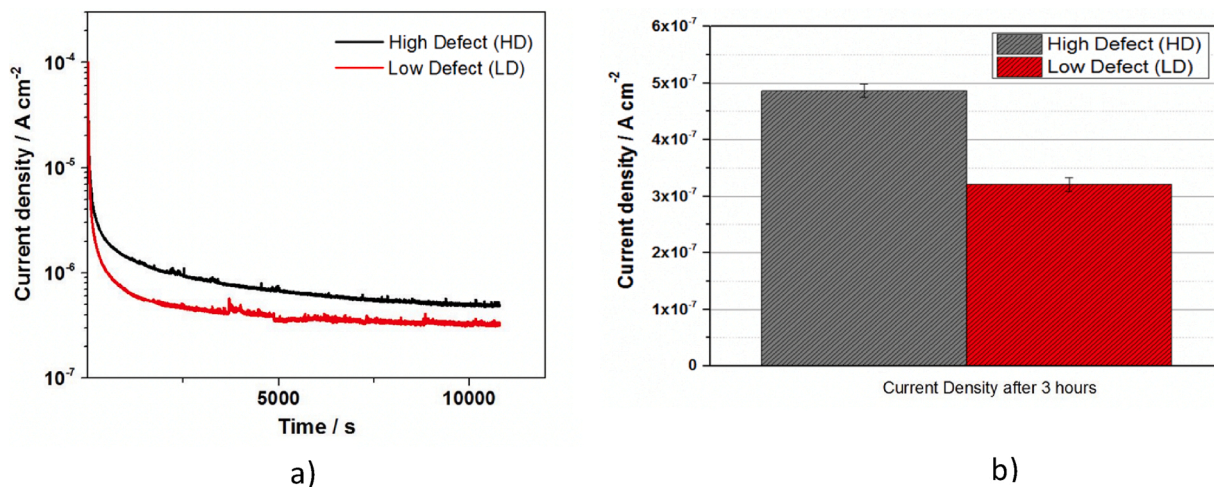 High Defect (HD)
Low Defect (LD)
10⁻⁴
10⁻⁵
10⁻⁶
10⁻⁷
Current density / A cm⁻²
5000
10000
Time / s
a)
6x10⁻⁷
5x10⁻⁷
4x10⁻⁷
3x10⁻⁷
2x10⁻⁷
1x10⁻⁷
0
Current density / A cm⁻²
High Defect (HD)
Low Defect (LD)
Current Density after 3 hours
b)